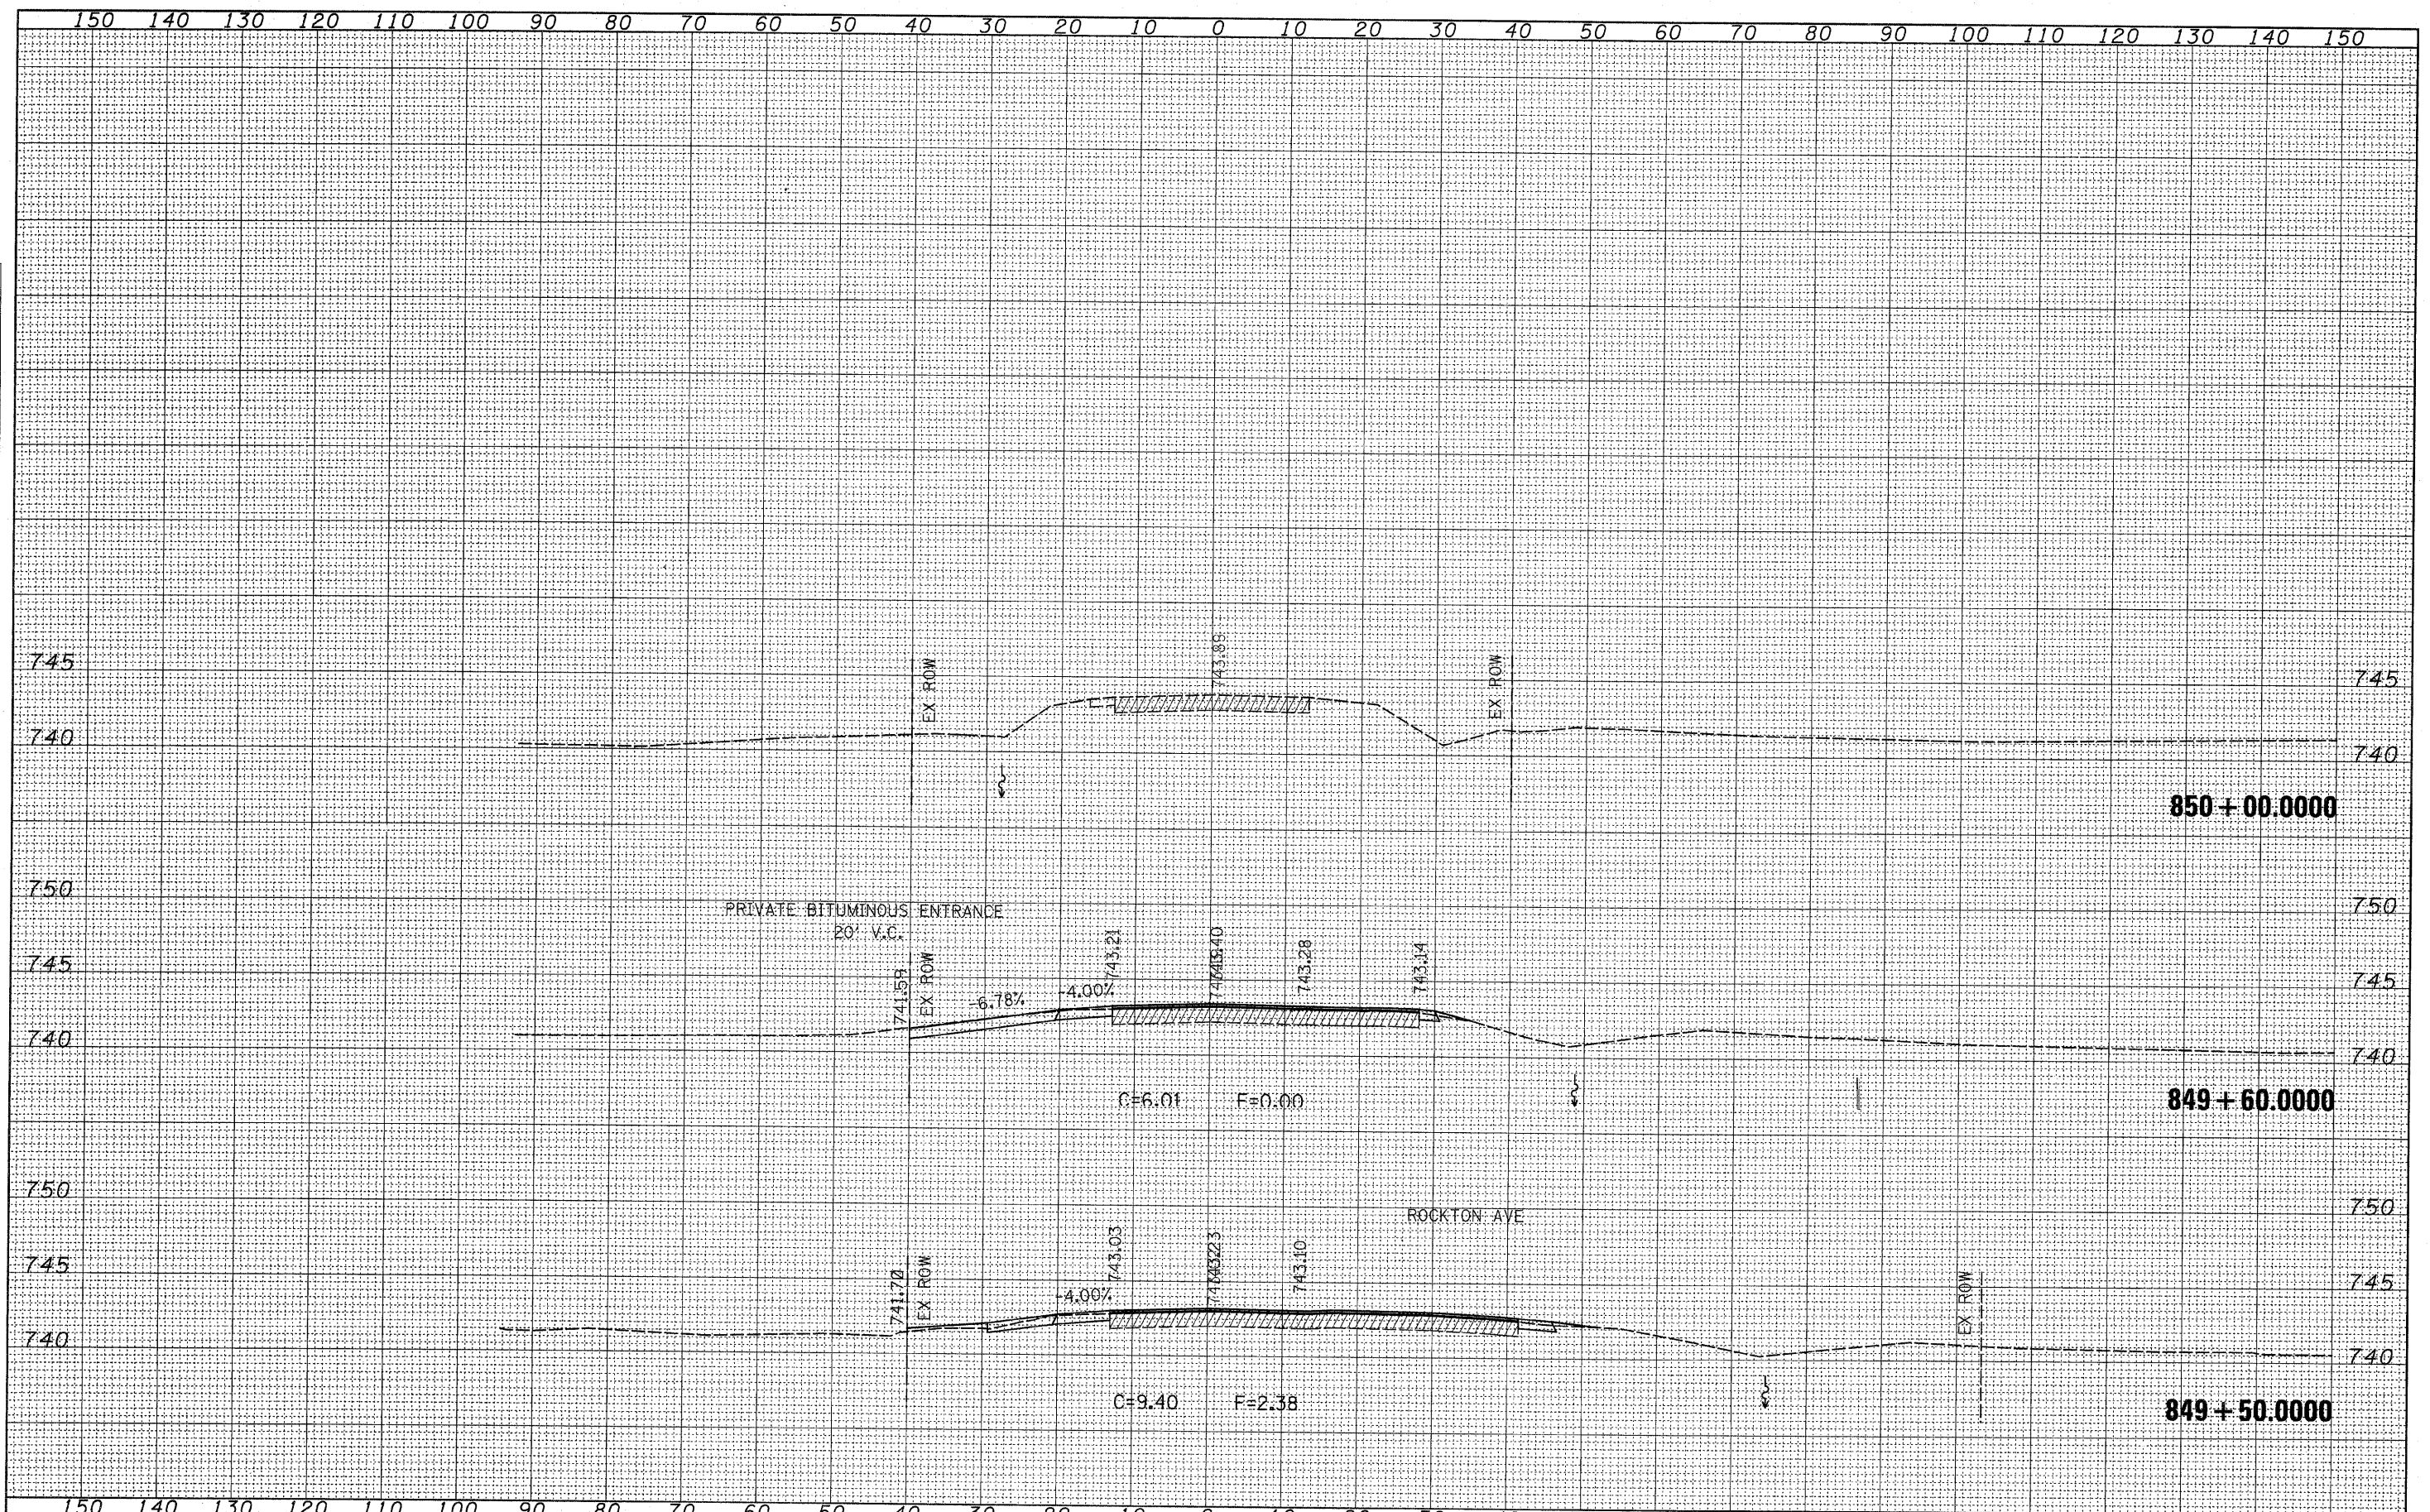 150 140 130 120 110 100 90 80 70 60 50 40 30 20 10 0 10 20 30 40 50 60 70 80 90 100 110 120 130 140 150
743.89
745 EX ROW EX ROW 745
740 740
850+00.0000
750 750
PRIVATE BITUMINOUS ENTRANCE
20' V.C.
743.21 743.40 743.28 743.14
745 745
741.59 EX ROW -6.78% -4.00%
740 740
C=6.01 F=0.00
849+60.0000
750 750
ROCKTON AVE
743.03 743.23 743.10
745 745
741.70 EX ROW -4.00% EX ROW
740 740
C=9.40 F=2.38
849+50.0000
150 140 130 120 110 100 90 80 70 60 50 40 30 20 10 0